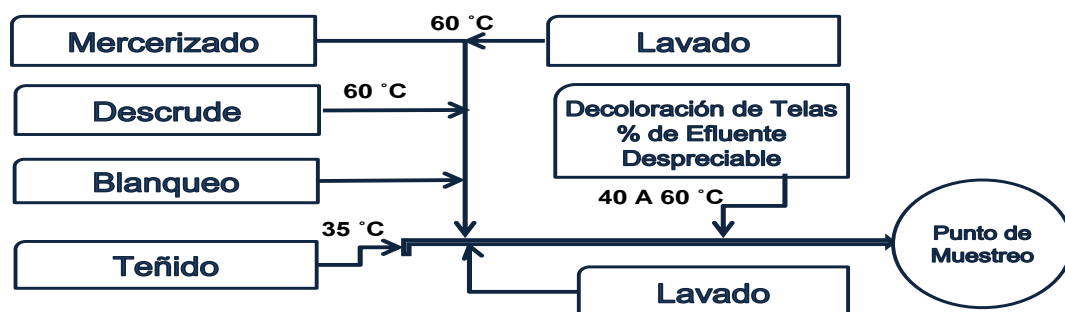 60 ˚C
Mercerizado
Lavado
60 ˚C
Descrude
Decoloración de Telas
% de Efluente
Despreciable
Blanqueo
40 A 60 ˚C
35 ˚C
Teñido
Punto de
Muestreo
Lavado